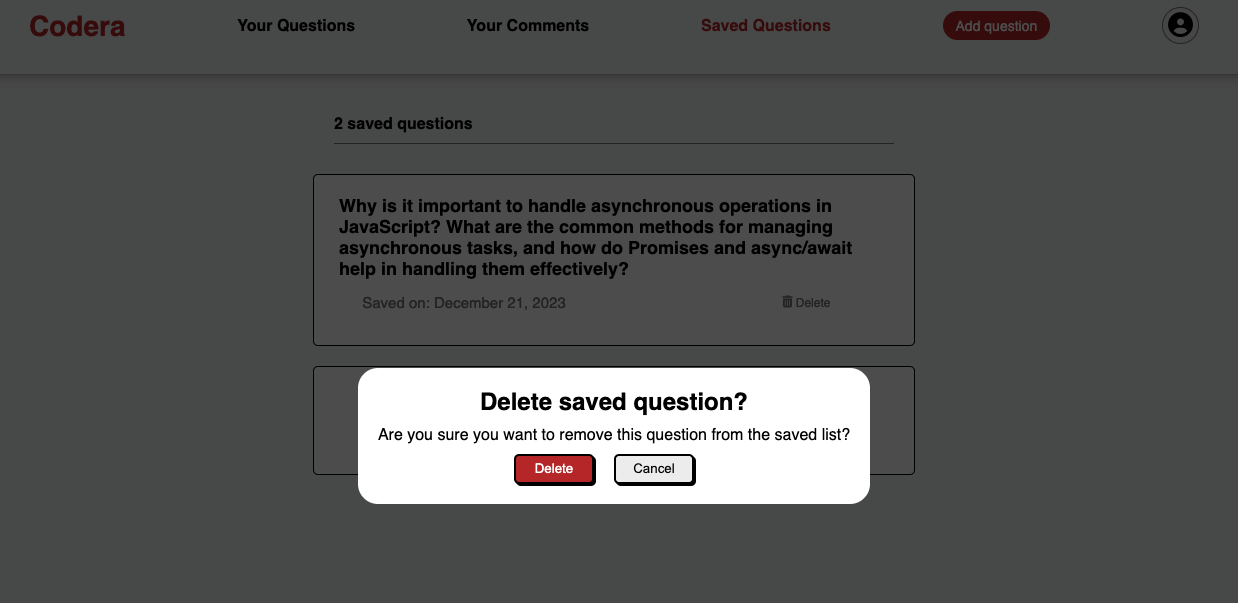 Codera
Your Questions
Your Comments
Saved Questions
Add question
2 saved questions
Why is it important to handle asynchronous operations in
JavaScript? What are the common methods for managing
asynchronous tasks, and how do Promises and async/await
help in handling them effectively?
Saved on: December 21, 2023
Delete
Delete saved question?
Are you sure you want to remove this question from the saved list?
Delete
Cancel